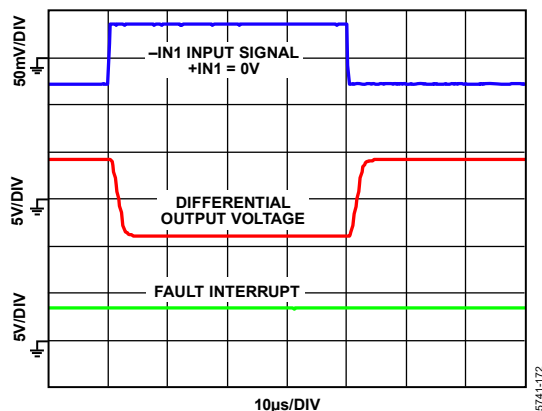 50mV/DIV
–IN1 INPUT SIGNAL
+IN1 = 0V
5V/DIV
DIFFERENTIAL
OUTPUT VOLTAGE
5V/DIV
FAULT INTERRUPT
10µs/DIV
5741-172